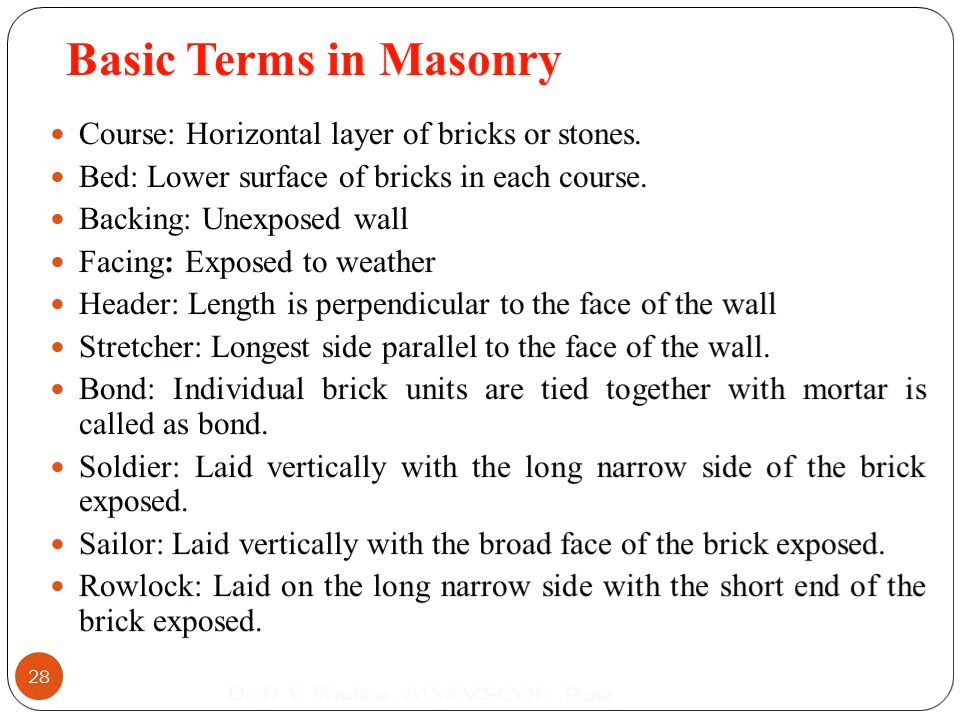 Basic Terms in Masonry
• Course: Horizontal layer of bricks or stones.
• Bed: Lower surface of bricks in each course.
• Backing: Unexposed wall
• Facing: Exposed to weather
• Header: Length is perpendicular to the face of the wall
• Stretcher: Longest side parallel to the face of the wall.
• Bond: Individual brick units are tied together with mortar is
called as bond.
• Soldier: Laid vertically with the long narrow side of the brick
exposed.
• Sailor: Laid vertically with the broad face of the brick exposed.
• Rowlock: Laid on the long narrow side with the short end of the
brick exposed.
28
Dr D V Wadkar, AISSMSCOE ,Pune